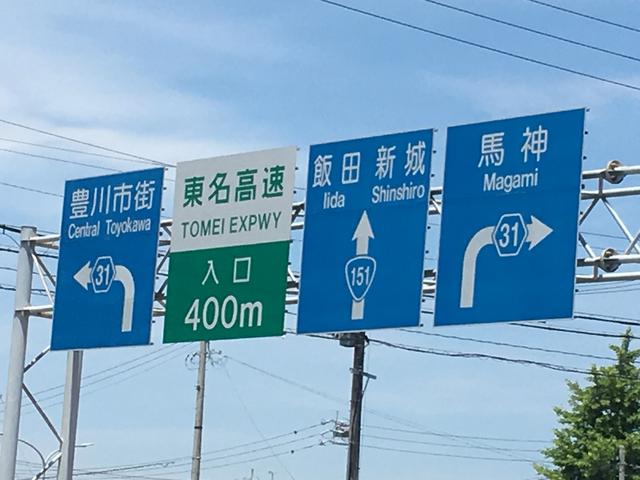 豊川市街
Central Toyokawa
31
東名高速
TOMEI EXPWY
入口
400m
飯田 新城
Iida Shinshiro
151
馬神
Magami
31